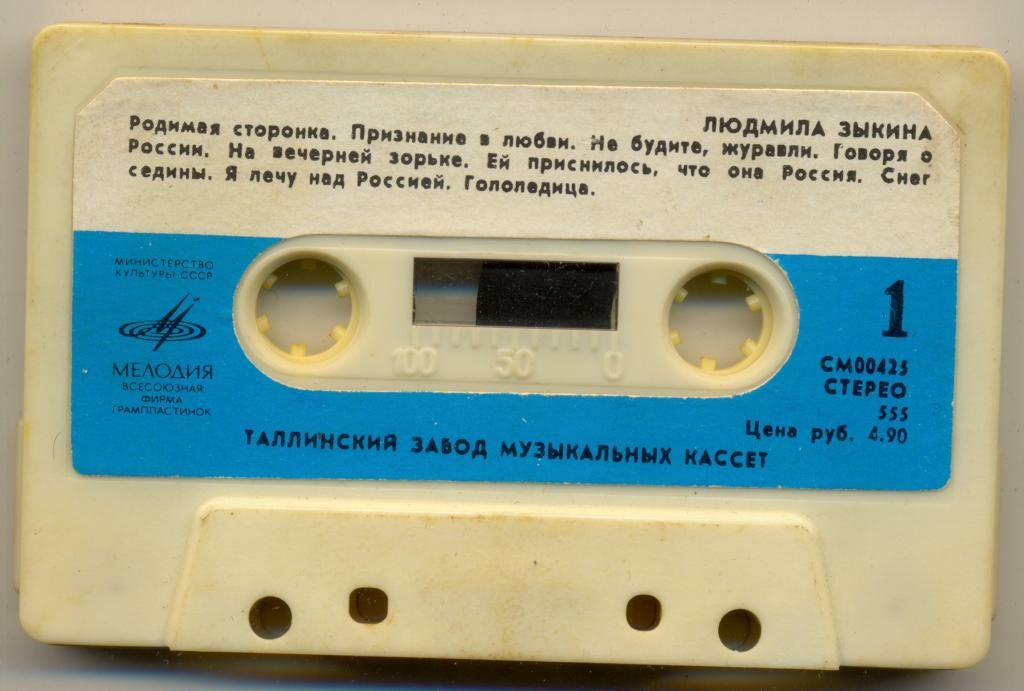 ЛЮДМИЛА ЗЫКИНА
Родимая сторонка. Признание в любви. Не будите, журавли. Говоря о
России. На вечерней зорьке. Ей приснилось, что она Россия. Снег
седины. Я лечу над Россией. Гололедица.
МИНИСТЕРСТВО
КУЛЬТУРЫ СССР
МЕЛОДИЯ
ВСЕСОЮЗНАЯ
ФИРМА
ГРАМПЛАСТИНОК
100 50 0
1
СМ00425
СТЕРЕО
555
Цена руб. 4.90
ТАЛЛИНСКИЙ ЗАВОД МУЗЫКАЛЬНЫХ КАССЕТ